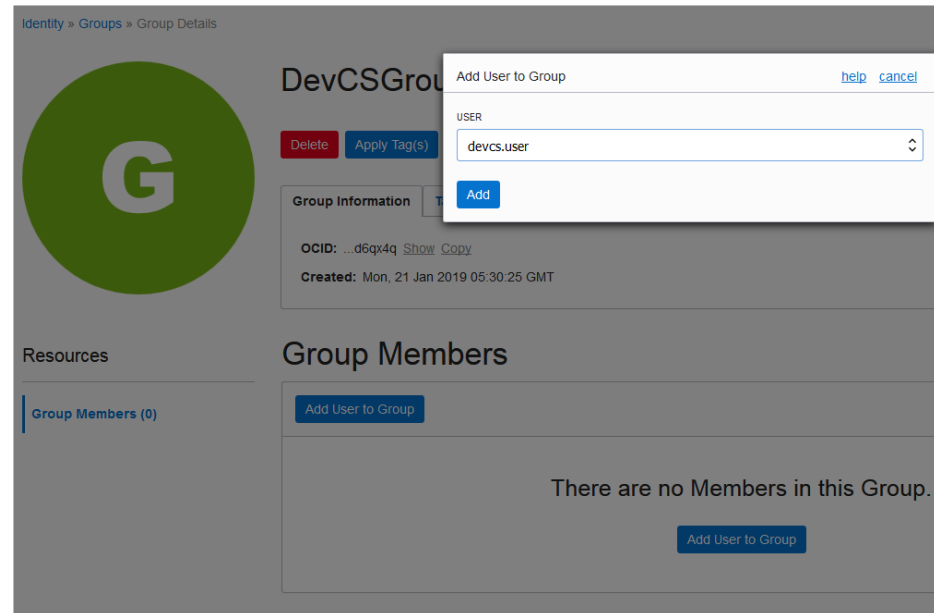 Identity » Groups » Group Details
G
DevCSGrou
Delete
Apply Tag(s)
Group Information
OCID: ...d6qx4q Show Copy
Created: Mon, 21 Jan 2019 05:30:25 GMT
Add User to Group
help cancel
USER
devcs.user
Add
Resources
Group Members (0)
Group Members
Add User to Group
There are no Members in this Group.
Add User to Group